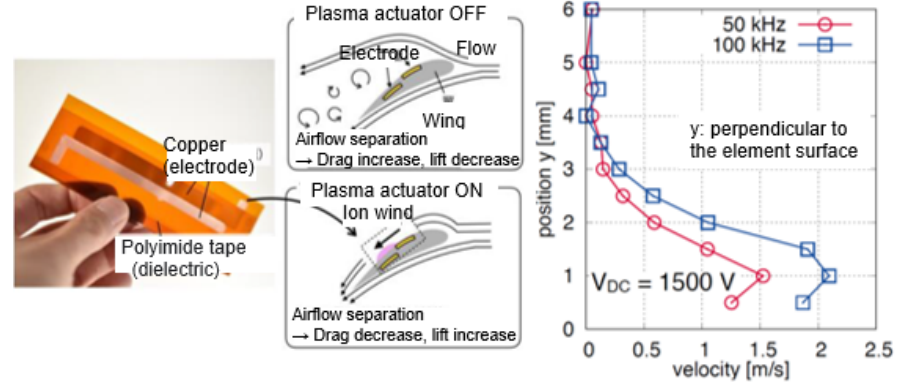 Copper
(electrode)
Polyimide tape
(dielectric)
Plasma actuator OFF
Electrode
Flow
Wing
Airflow separation
→ Drag increase, lift decrease
Plasma actuator ON
Ion wind
Airflow separation
→ Drag decrease, lift increase
50 kHz
100 kHz
y: perpendicular to
the element surface
V_DC = 1500 V
position y [mm]
6
5
4
3
2
1
0
0 0.5 1 1.5 2 2.5
velocity [m/s]